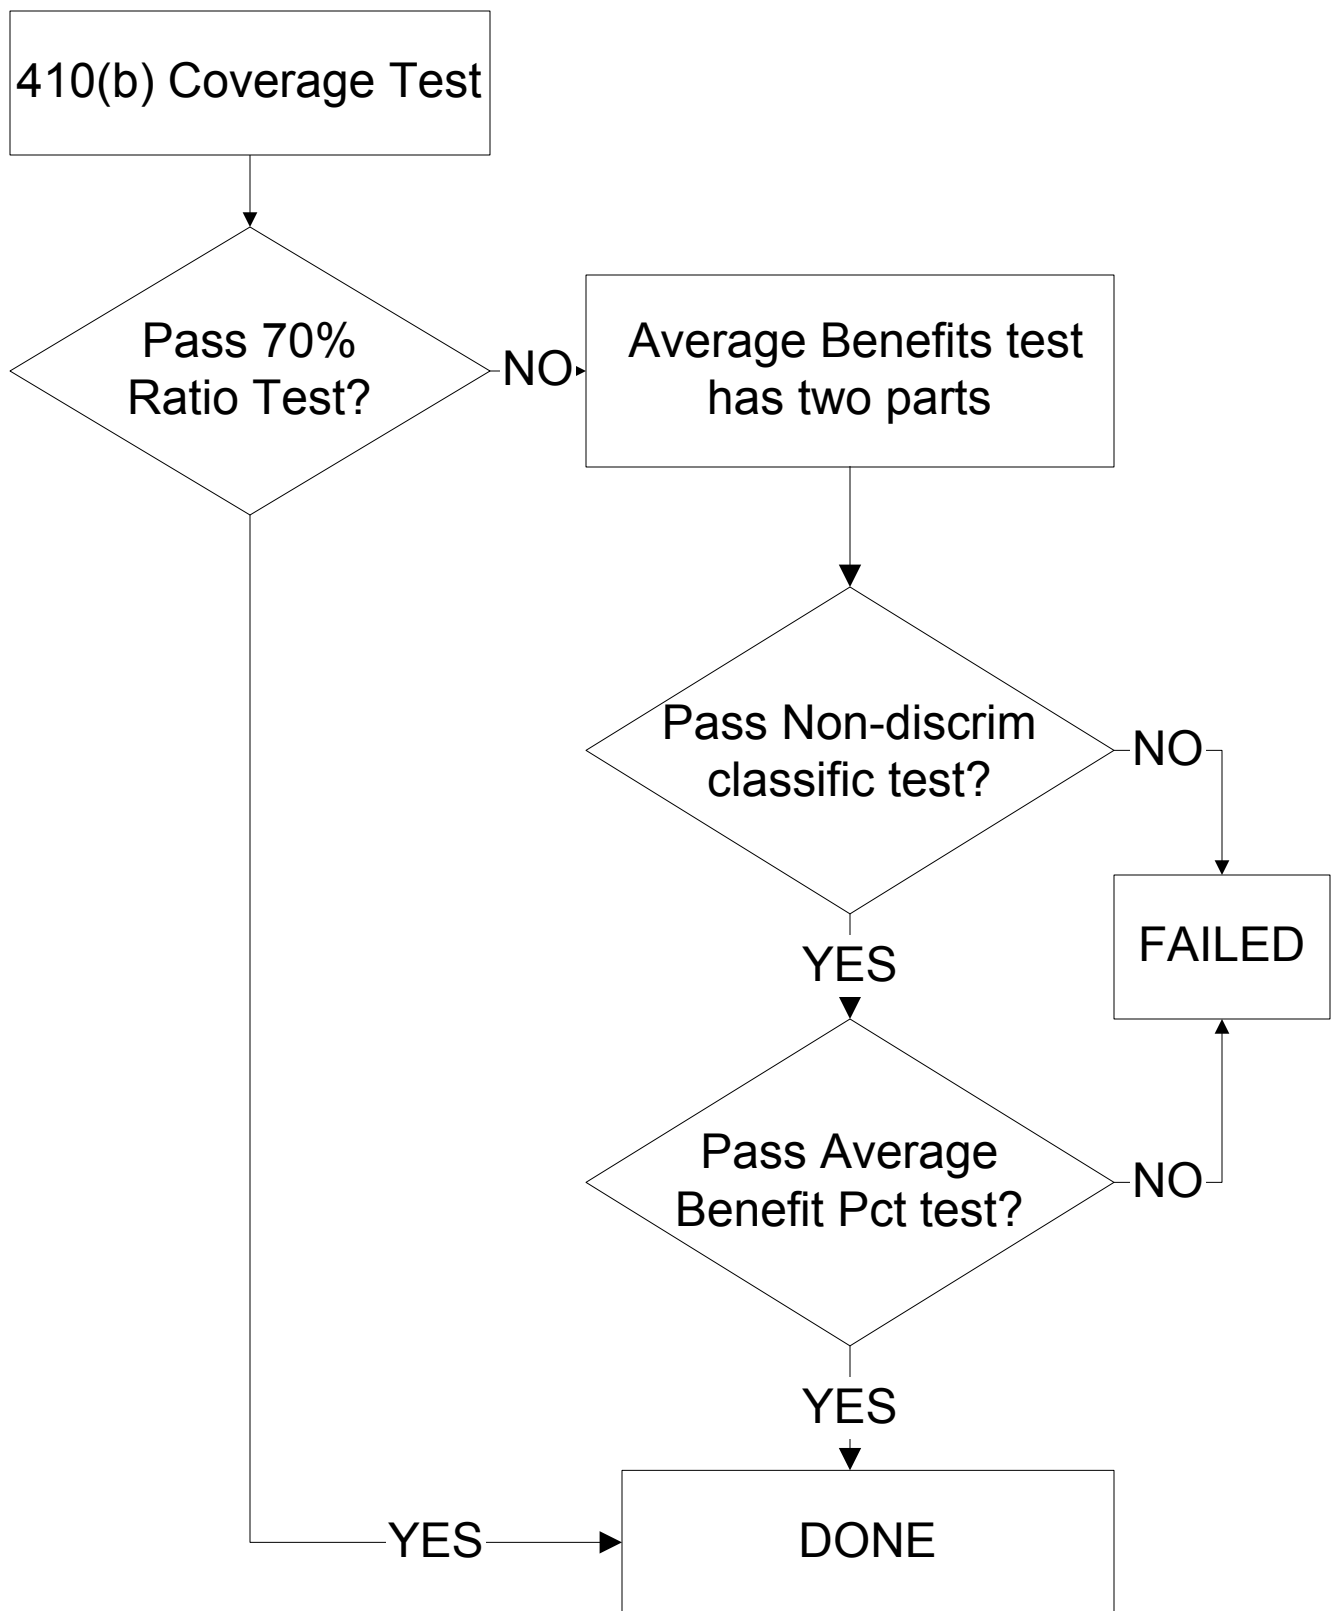 410(b) Coverage Test
Pass 70%
Ratio Test?
NO
Average Benefits test
has two parts
Pass Non-discrim
classific test?
NO
FAILED
YES
Pass Average
Benefit Pct test?
NO
YES
YES
DONE